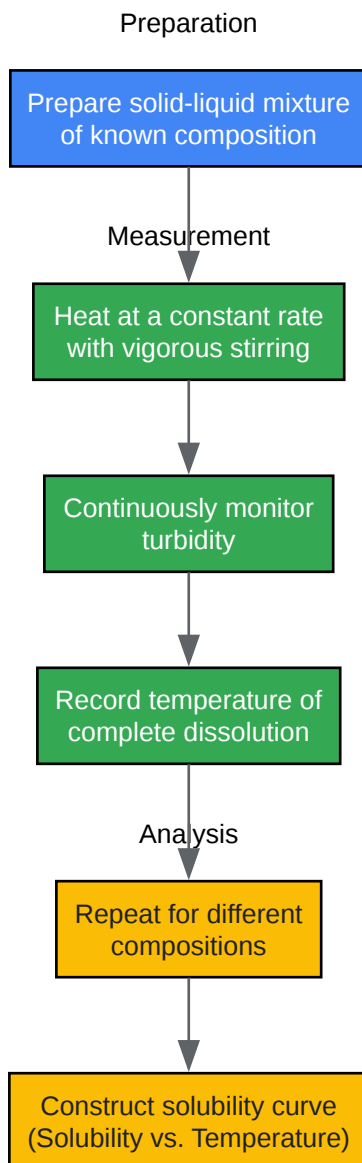 Preparation
Prepare solid-liquid mixture
of known composition
Measurement
Heat at a constant rate
with vigorous stirring
Continuously monitor
turbidity
Record temperature of
complete dissolution
Analysis
Repeat for different
compositions
Construct solubility curve
(Solubility vs. Temperature)